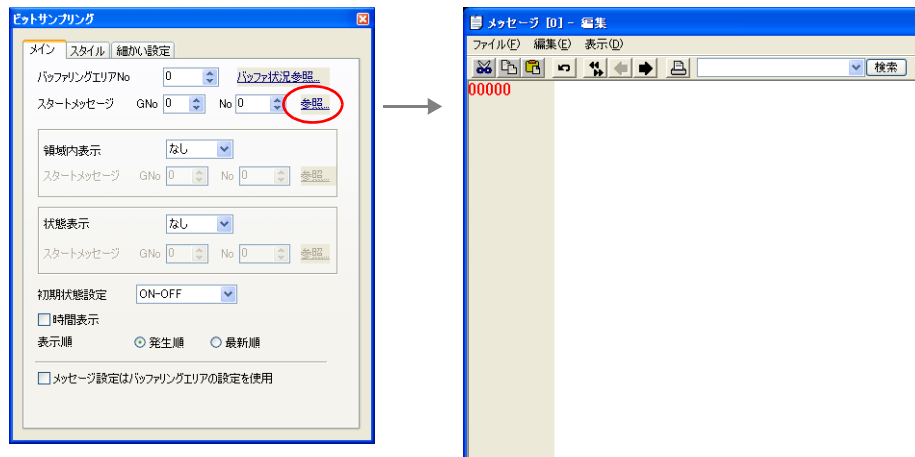 ビットサンプリング
メイン スタイル 細かい設定
バッファリングエリアNo 0 バッファ状況参照...
スタートメッセージ GNo 0 No 0 参照...
領域内表示 なし
スタートメッセージ GNo 0 No 0 参照...
状態表示 なし
スタートメッセージ GNo 0 No 0 参照...
初期状態設定 ON-OFF
時間表示
表示順 発生順 最新順
メッセージ設定はバッファリングエリアの設定を使用
メッセージ [0] - 編集
ファイル(F) 編集(E) 表示(D)
検索
00000